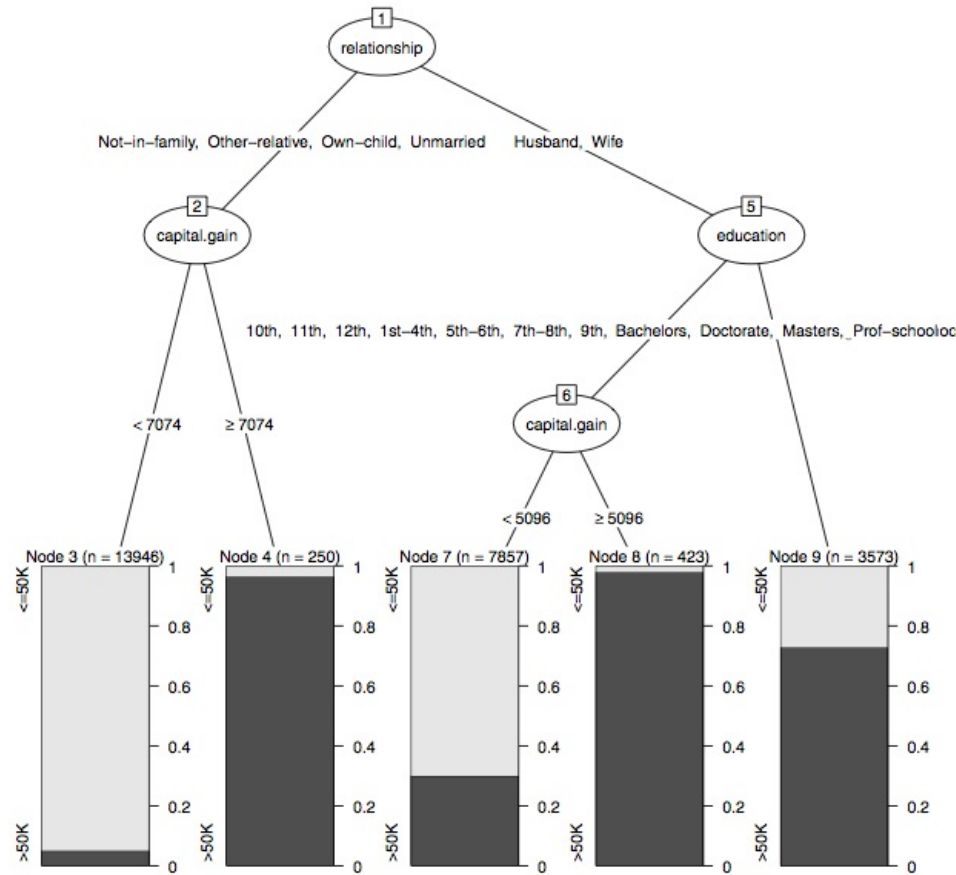 1
relationship
Not-in-family, Other-relative, Own-child, Unmarried
Husband, Wife
2
capital.gain
5
education
10th, 11th, 12th, 1st-4th, 5th-6th, 7th-8th, 9th, Bachelors, Doctorate, Masters, Prof-school
6
capital.gain
< 7074
≥ 7074
< 5096
≥ 5096
Node 3 (n = 13946)
<=50K
>50K
1
0.8
0.6
0.4
0.2
0
Node 4 (n = 250)
<=50K
>50K
1
0.8
0.6
0.4
0.2
0
Node 7 (n = 7857)
<=50K
>50K
1
0.8
0.6
0.4
0.2
0
Node 8 (n = 423)
<=50K
>50K
1
0.8
0.6
0.4
0.2
0
Node 9 (n = 3573)
<=50K
>50K
1
0.8
0.6
0.4
0.2
0